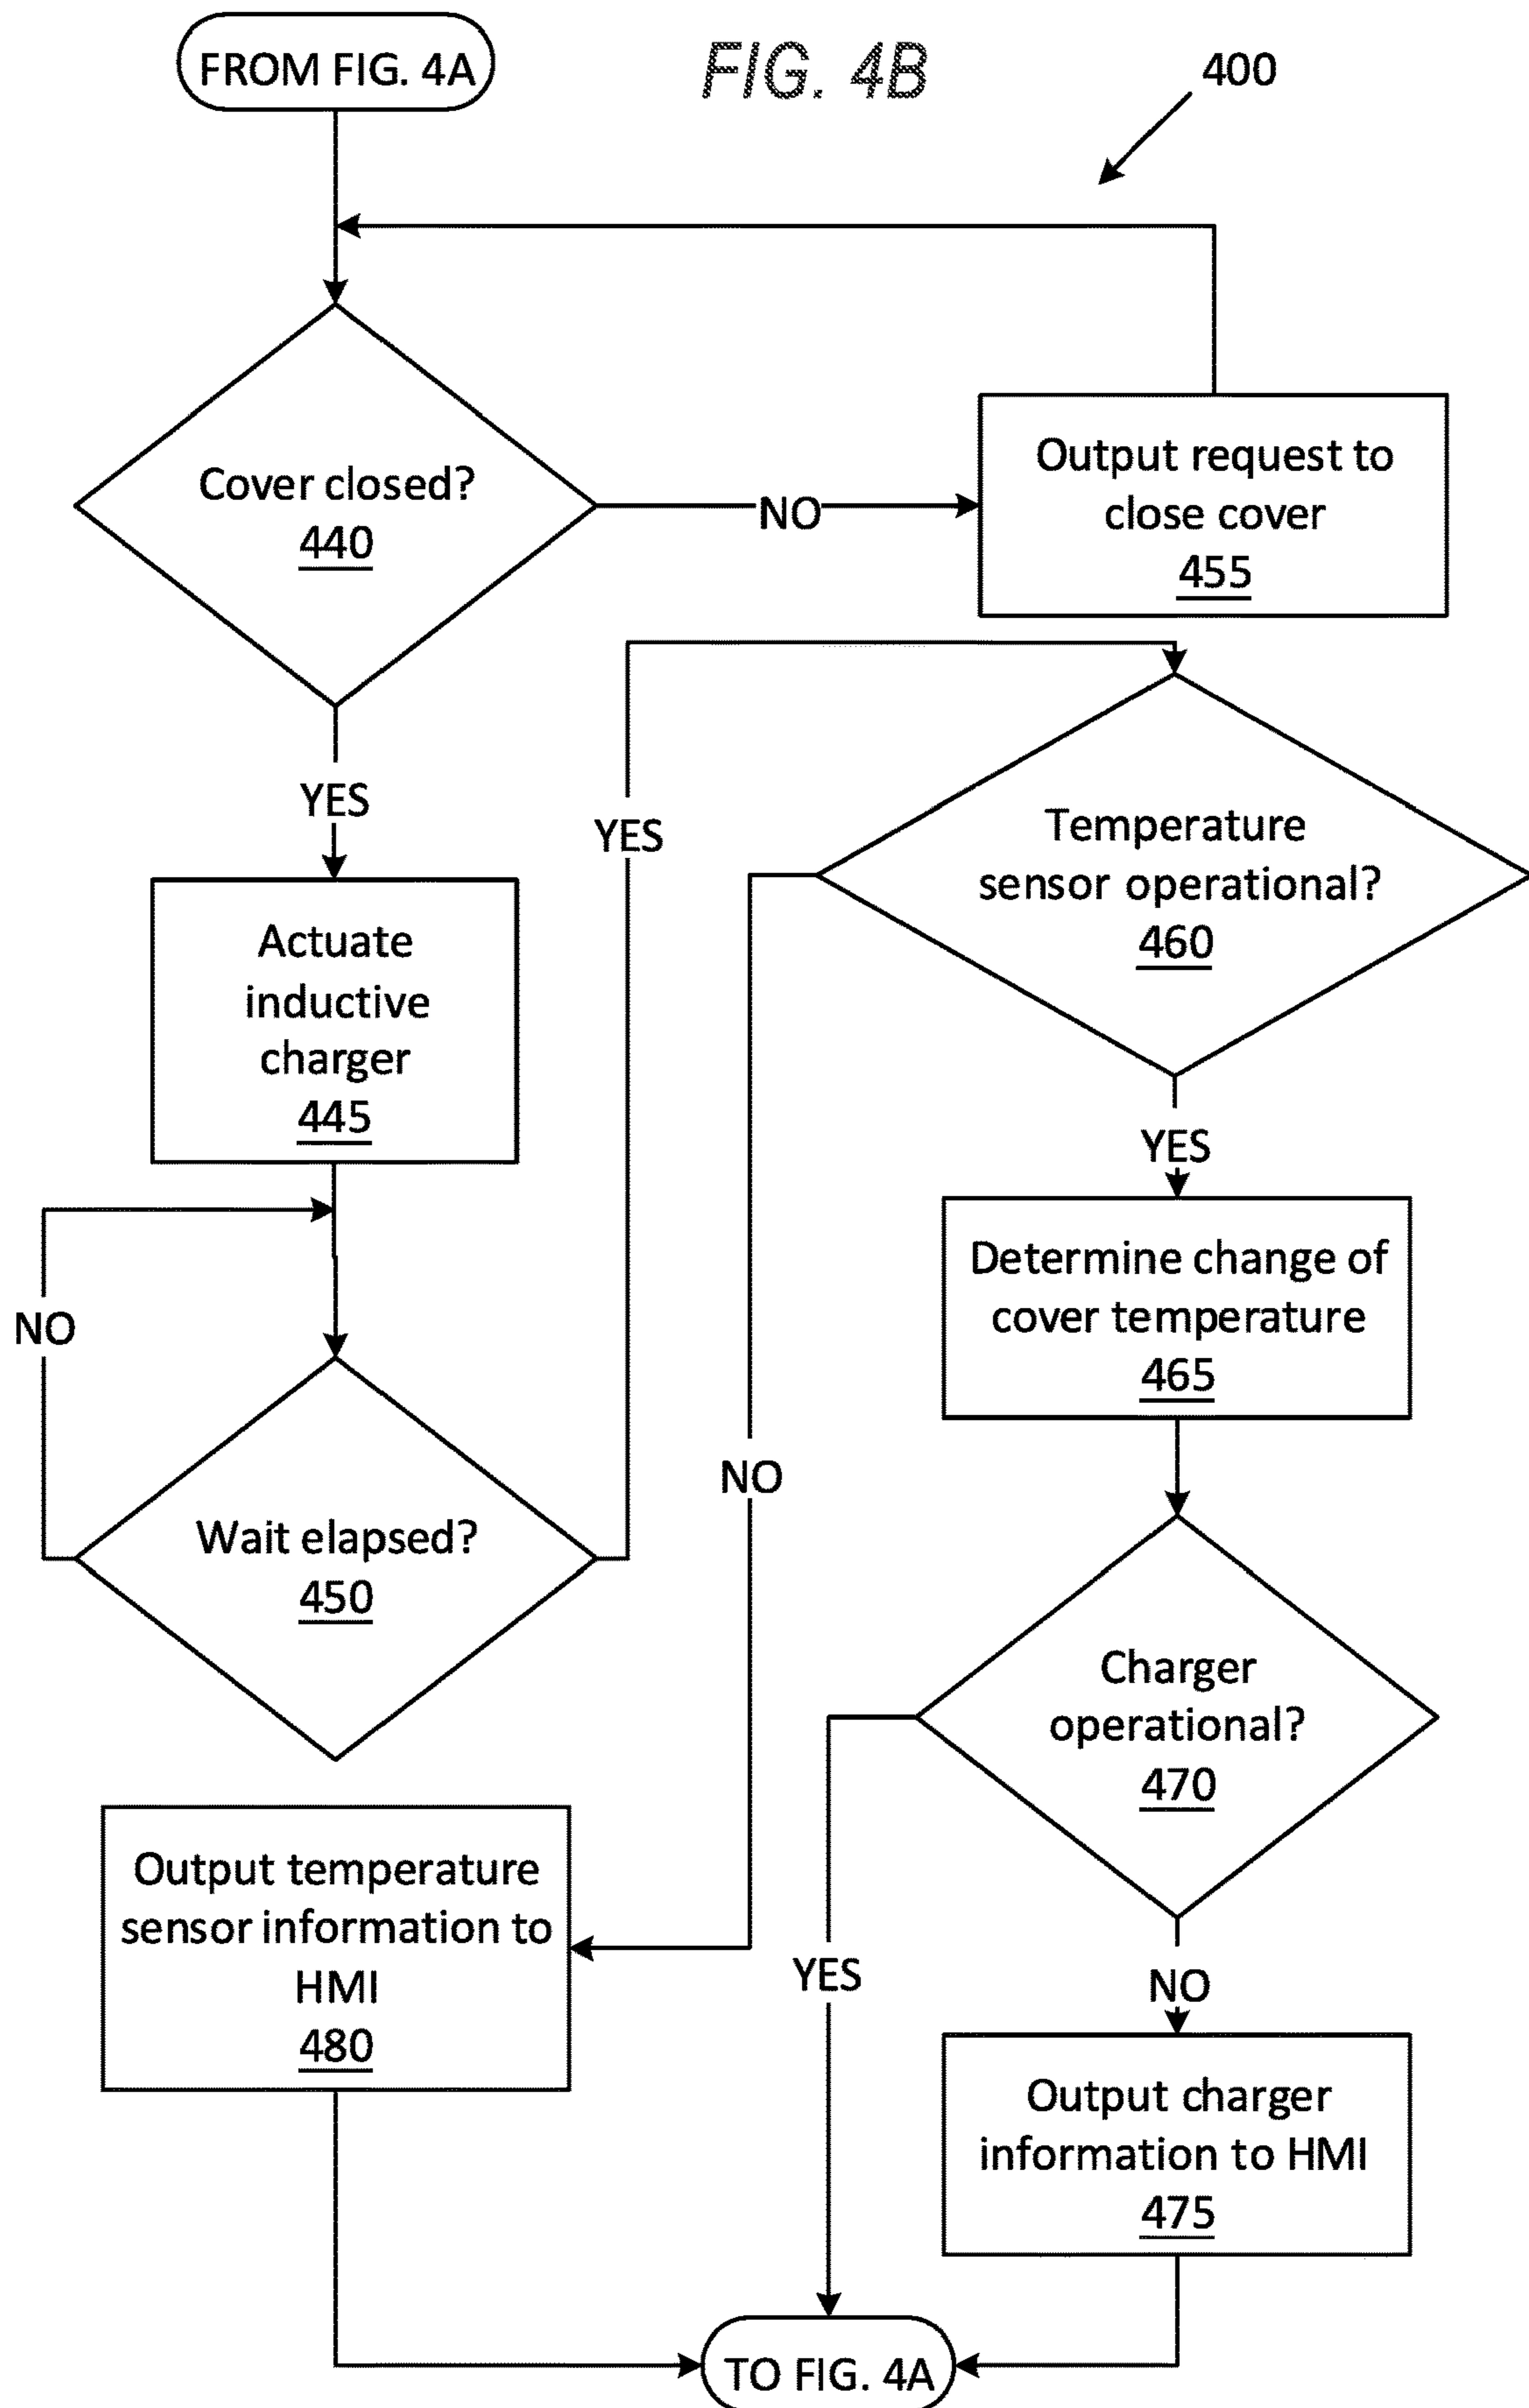 FROM FIG. 4A
FIG. 4B
400
Cover closed?
440
NO
Output request to
close cover
455
YES
YES
Temperature
sensor operational?
460
Actuate
inductive
charger
445
YES
Determine change of
cover temperature
465
NO
NO
Wait elapsed?
450
Charger
operational?
470
Output temperature
sensor information to
HMI
480
YES
NO
Output charger
information to HMI
475
TO FIG. 4A